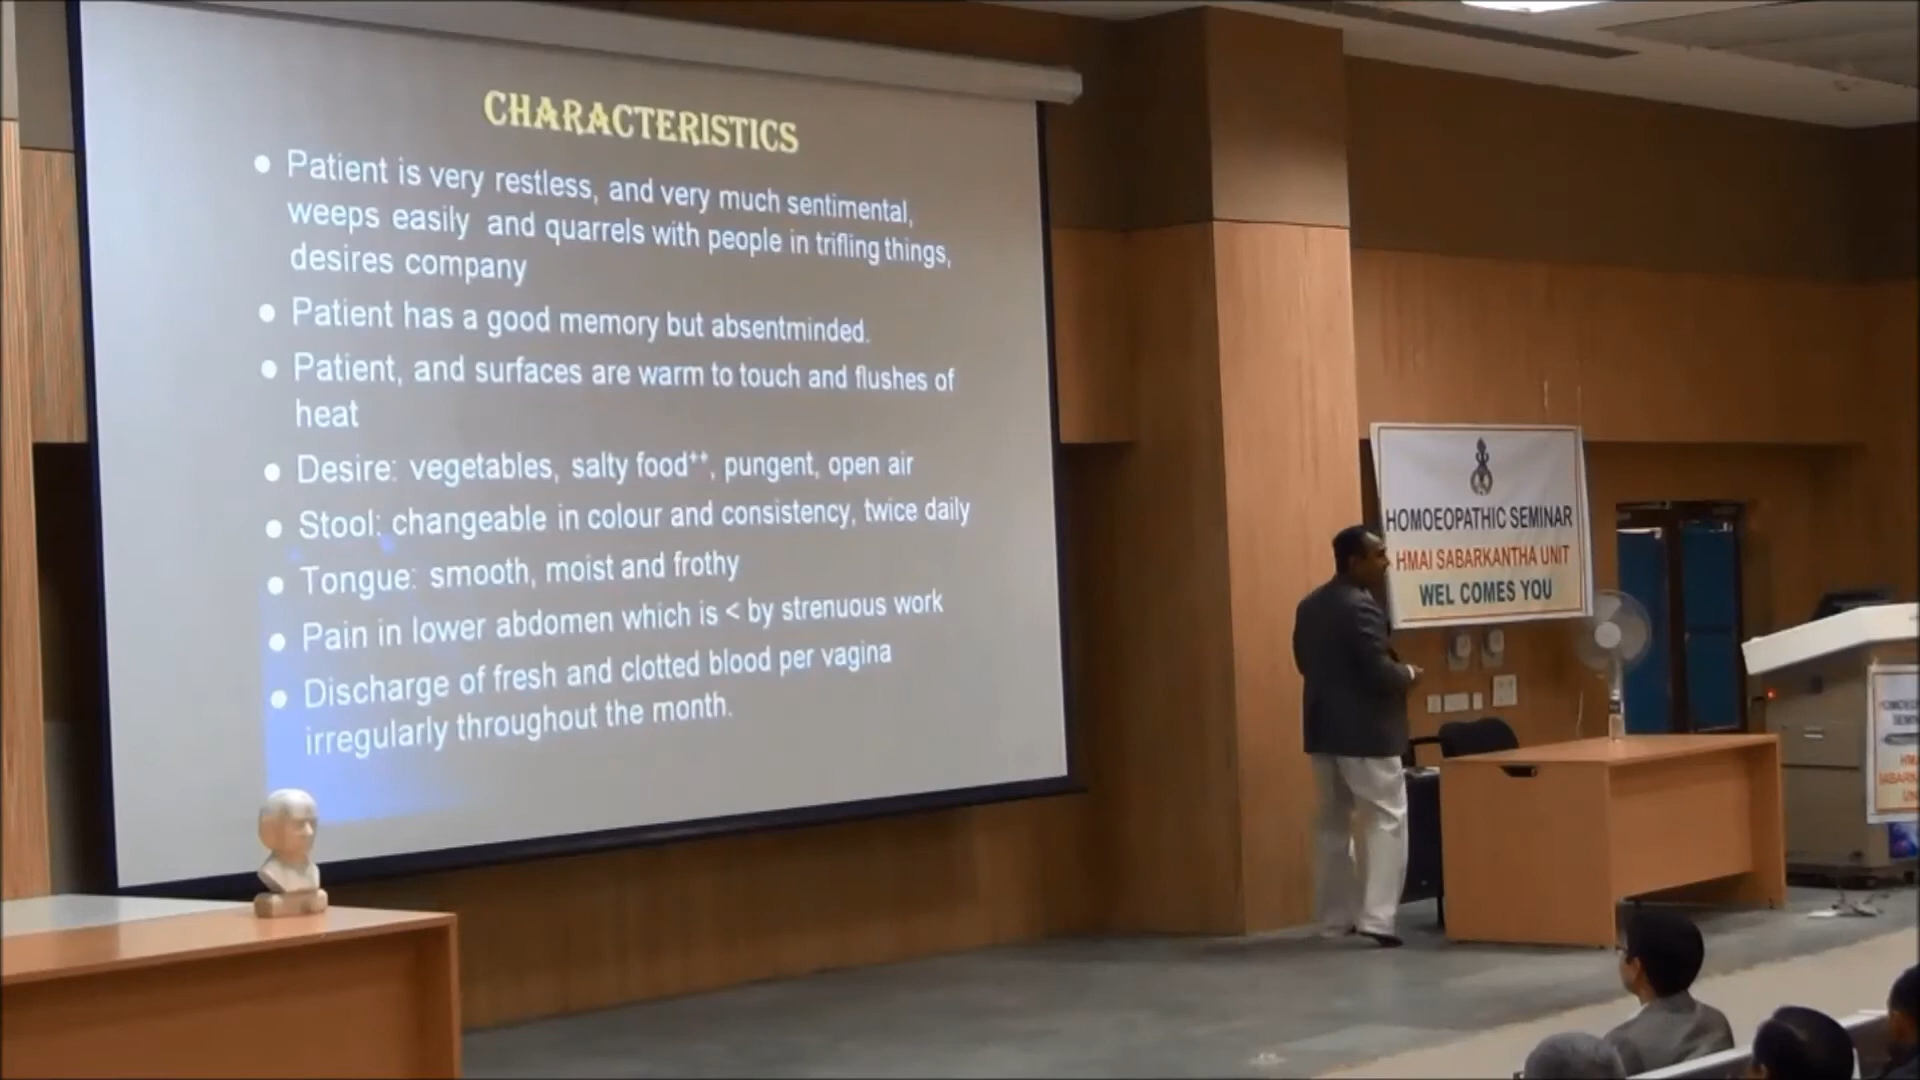 CHARACTERISTICS
● Patient is very restless, and very much sentimental,
weeps easily and quarrels with people in trifling things,
desires company
● Patient has a good memory but absentminded.
● Patient, and surfaces are warm to touch and flushes of
heat
● Desire: vegetables, salty food⁺⁺, pungent, open air
● Stool: changeable in colour and consistency, twice daily
● Tongue: smooth, moist and frothy
● Pain in lower abdomen which is < by strenuous work
● Discharge of fresh and clotted blood per vagina
irregularly throughout the month.
HOMOEOPATHIC SEMINAR
HMAI SABARKANTHA UNIT
WEL COMES YOU